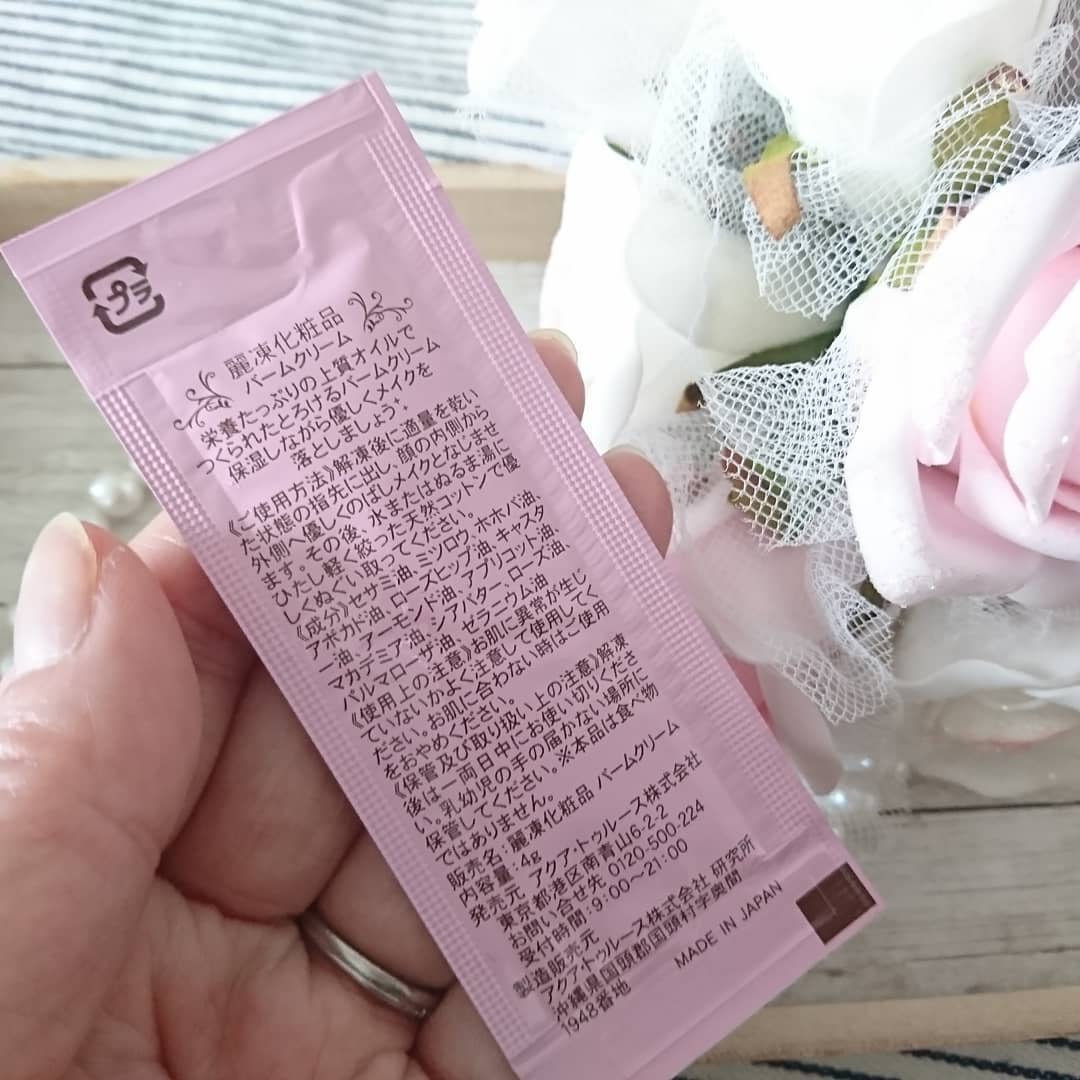 プラ
麗凍化粧品
バームクリーム
栄養たっぷりの上質オイルで
つくられたとろけるバームクリーム
保湿しながら優しくメイクを
落としましょう
《ご使用方法》解凍後に適量を乾い
た状態の指先に出し、顔の内側から
外側へ優しくのばしメイクとなじませ
ます。その後、水またはぬるま湯に
ひたし軽く絞った天然コットンで優
しくぬぐい取ってください。
《成分》セサミ油、ミツロウ、ホホバ油、
アボカド油、ローズヒップ油、キャスタ
ー油、アーモンド油、アプリコット油、
マカデミア油、シアバター、ローズ油、
パルマローザ油、ゼラニウム油
《使用上の注意》お肌に異常が生じ
ていないかよく注意して使用してく
ださい。お肌に合わない時はご使用
をおやめください。
《保管及び取り扱い上の注意》解凍
後は一両日中にお使い切りくださ
い。乳幼児の手の届かない場所に
保管してください。※本品は食べ物
ではありません。
販売名 麗凍化粧品 バームクリーム
内容量 4g
発売元 アクア・トゥルース株式会社
東京都港区南青山6-2-2
お問い合せ先 0120-500-224
受付時間：9：00～21：00
製造販売元
アクア・トゥルース株式会社 研究所
沖縄県国頭郡国頭村字奥間
1948番地
MADE IN JAPAN